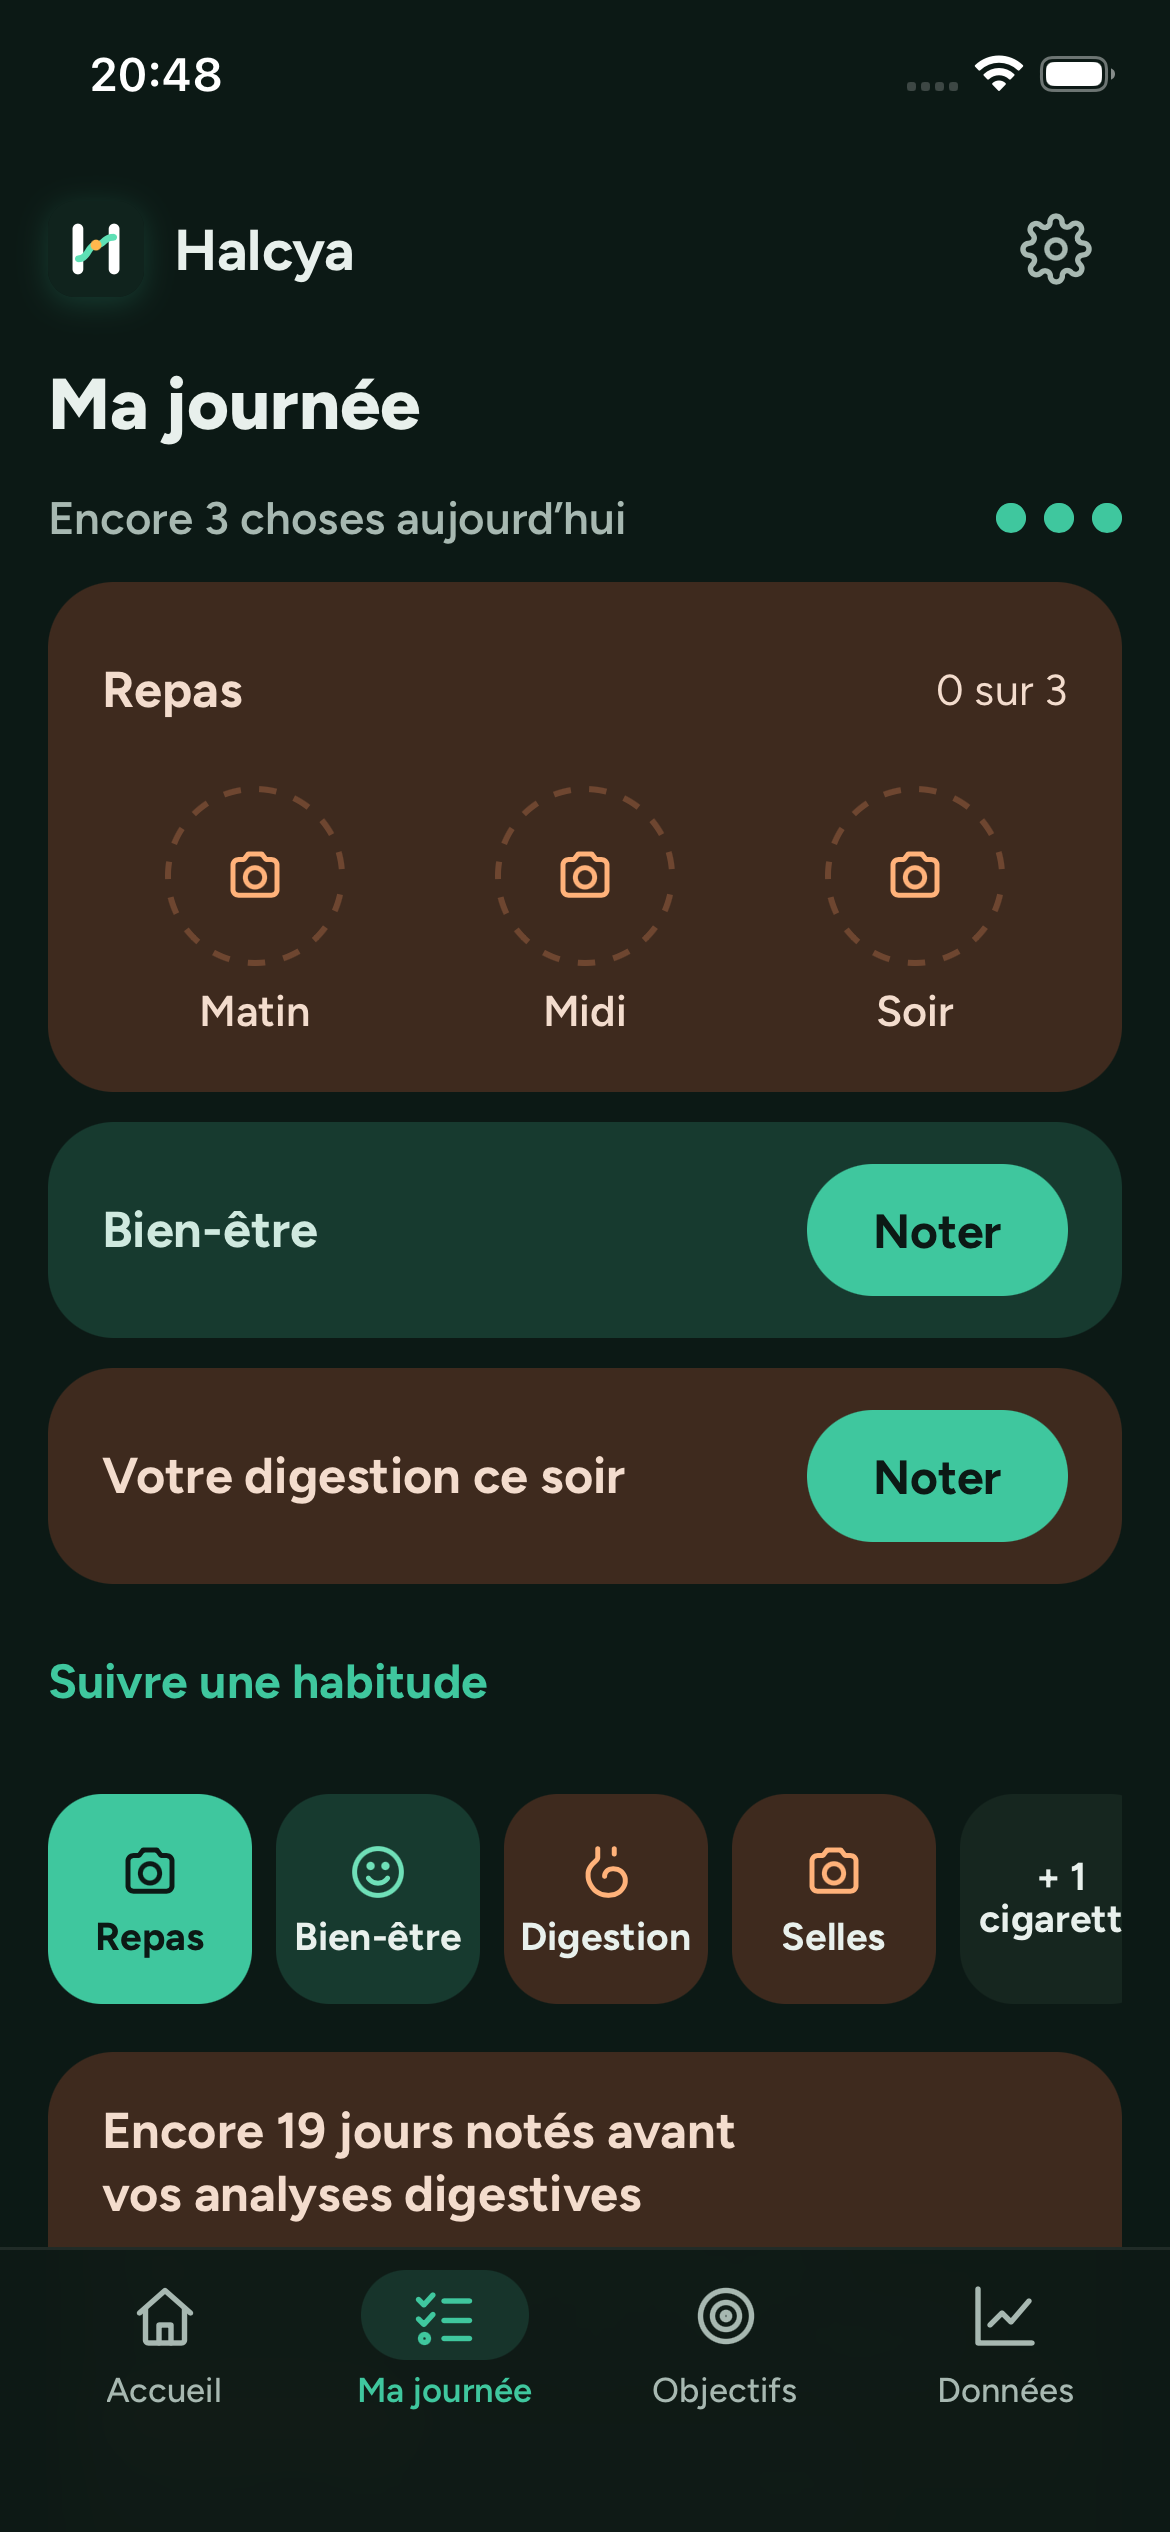 20:48
Halcya
Ma journée
Encore 3 choses aujourd’hui
Repas
0 sur 3
Matin
Midi
Soir
Bien-être
Noter
Votre digestion ce soir
Noter
Suivre une habitude
Repas
Bien-être
Digestion
Selles
+ 1
cigarett
Encore 19 jours notés avant
vos analyses digestives
Accueil
Ma journée
Objectifs
Données